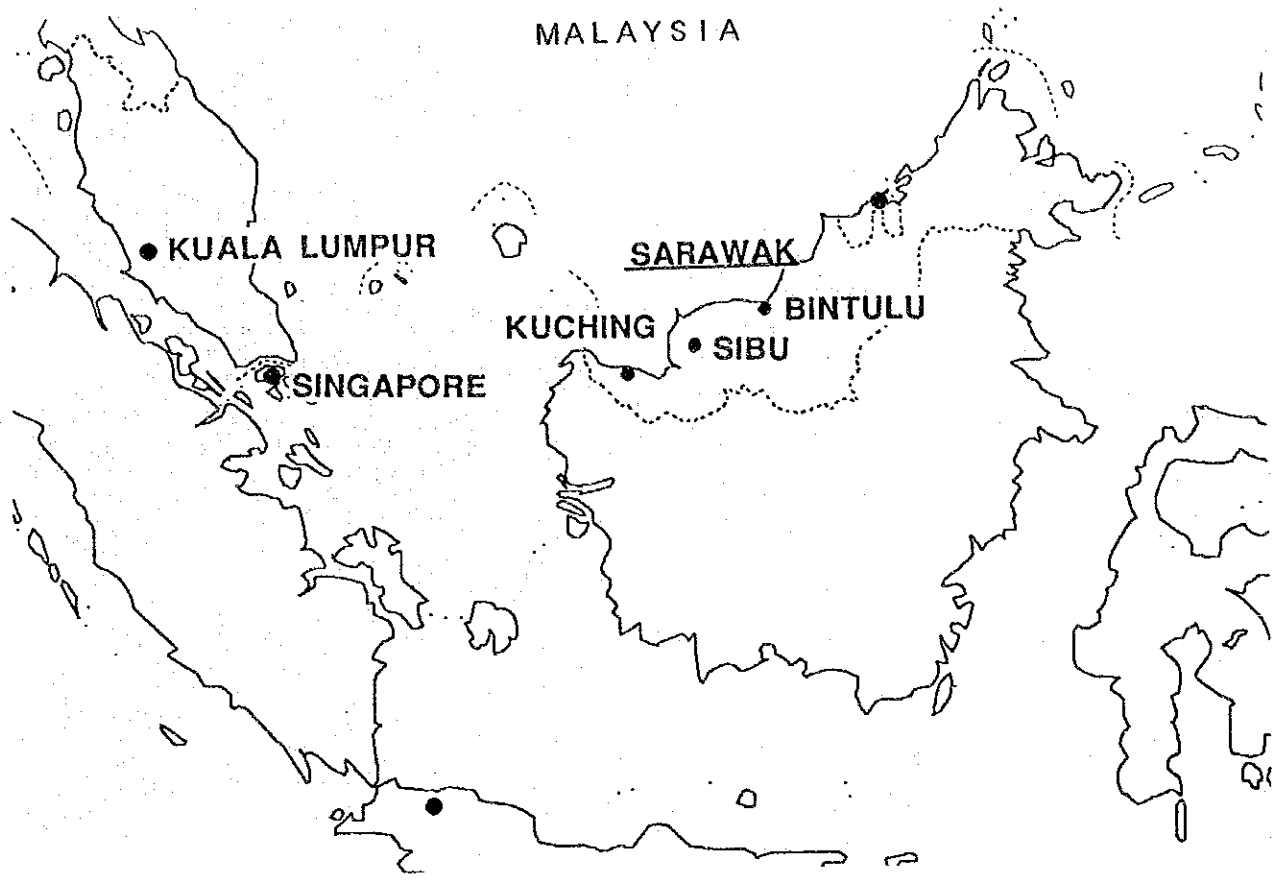 MALAYSIA
KUALA LUMPUR
SARAWAK
BINTULU
KUCHING
SIBU
SINGAPORE